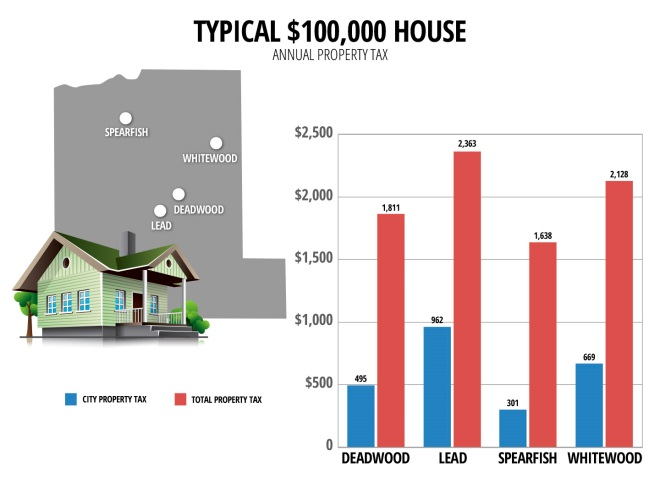 TYPICAL $100,000 HOUSE
ANNUAL PROPERTY TAX
SPEARFISH
WHITEWOOD
DEADWOOD
LEAD
CITY PROPERTY TAX
TOTAL PROPERTY TAX
$2,500
$2,000
$1,500
$1,000
$500
0
495
1,811
962
2,363
301
1,638
669
2,128
DEADWOOD
LEAD
SPEARFISH
WHITEWOOD